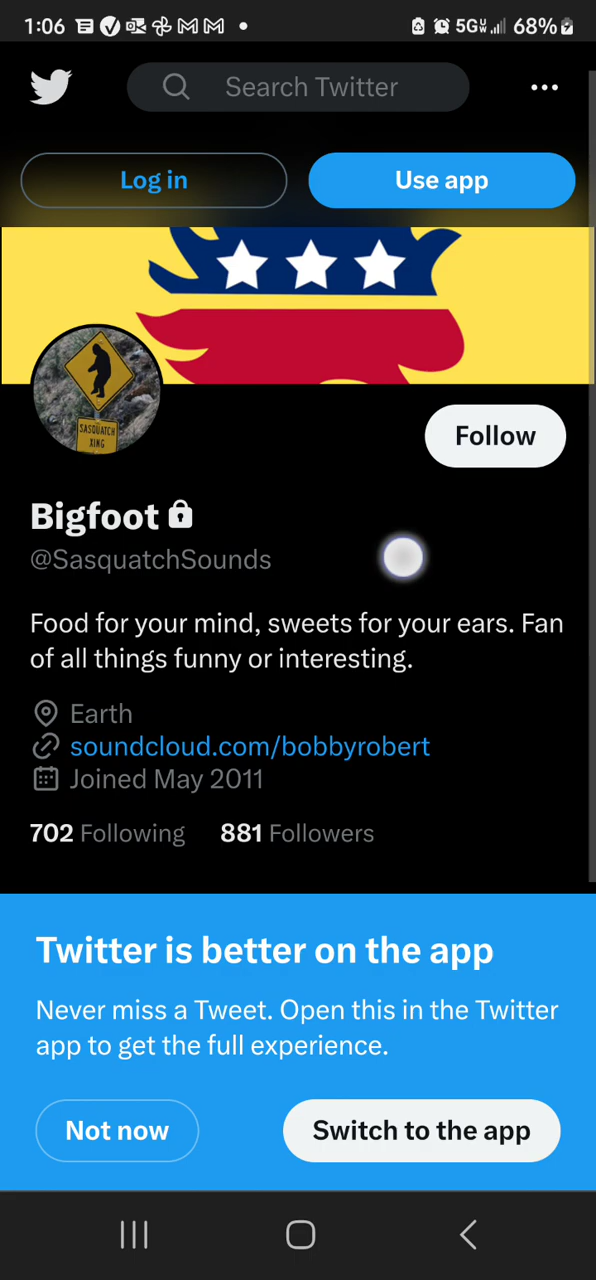 1:06
5G
68%
Search Twitter
Log in
Use app
SASQUATCH
XING
Follow
Bigfoot
@SasquatchSounds
Food for your mind, sweets for your ears. Fan
of all things funny or interesting.
Earth
soundcloud.com/bobbyrobert
Joined May 2011
702 Following 881 Followers
Twitter is better on the app
Never miss a Tweet. Open this in the Twitter
app to get the full experience.
Not now
Switch to the app